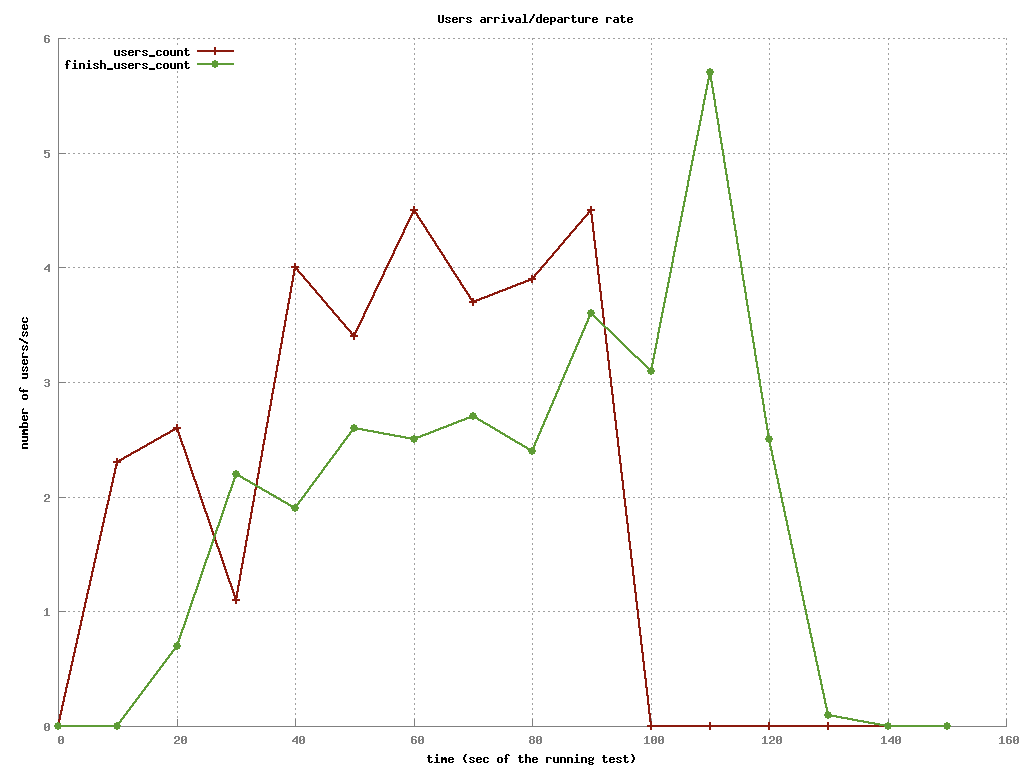 Users arrival/departure rate
users_count
finish_users_count
6
5
4
3
2
1
0
number of users/sec
0 20 40 60 80 100 120 140 160
time (sec of the running test)